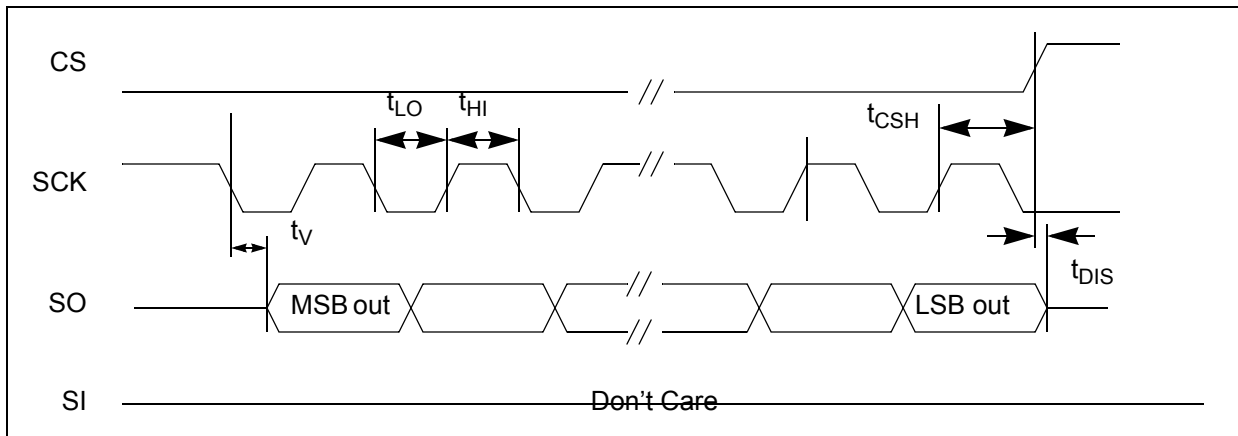 CS
tLO
tHI
tCSH
SCK
tV
tDIS
SO
MSB out
LSB out
SI
Don't Care